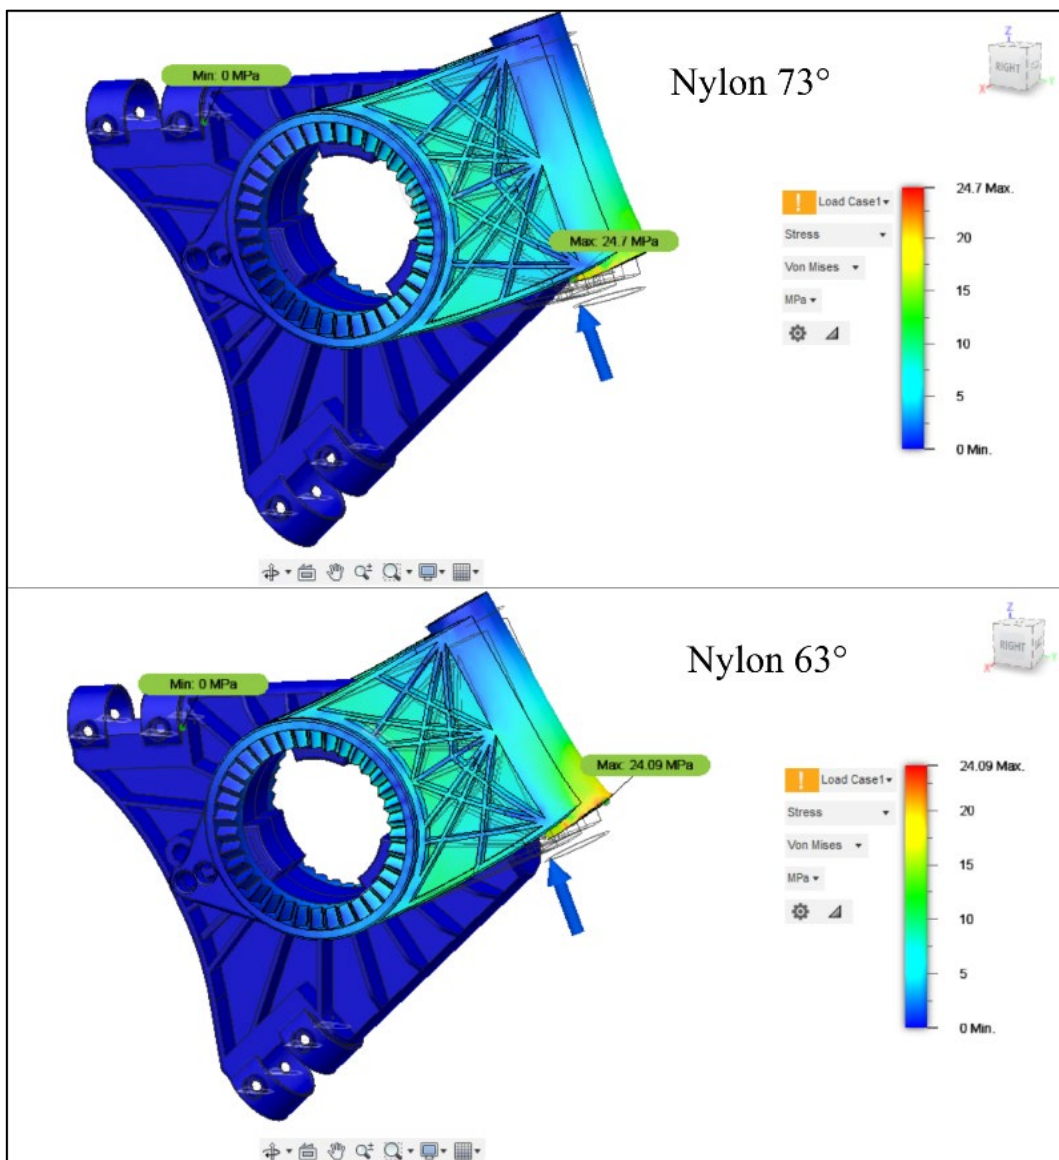 Min: 0 MPa
Nylon 73°
Z
RIGHT
X
Y
Load Case1
24.7 Max.
Stress
20
Max: 24.7 MPa
Von Mises
15
MPa
10
5
0 Min.
Z
RIGHT
X
Y
Nylon 63°
Min: 0 MPa
Max: 24.09 MPa
Load Case1
24.09 Max.
Stress
20
Von Mises
15
MPa
10
5
0 Min.